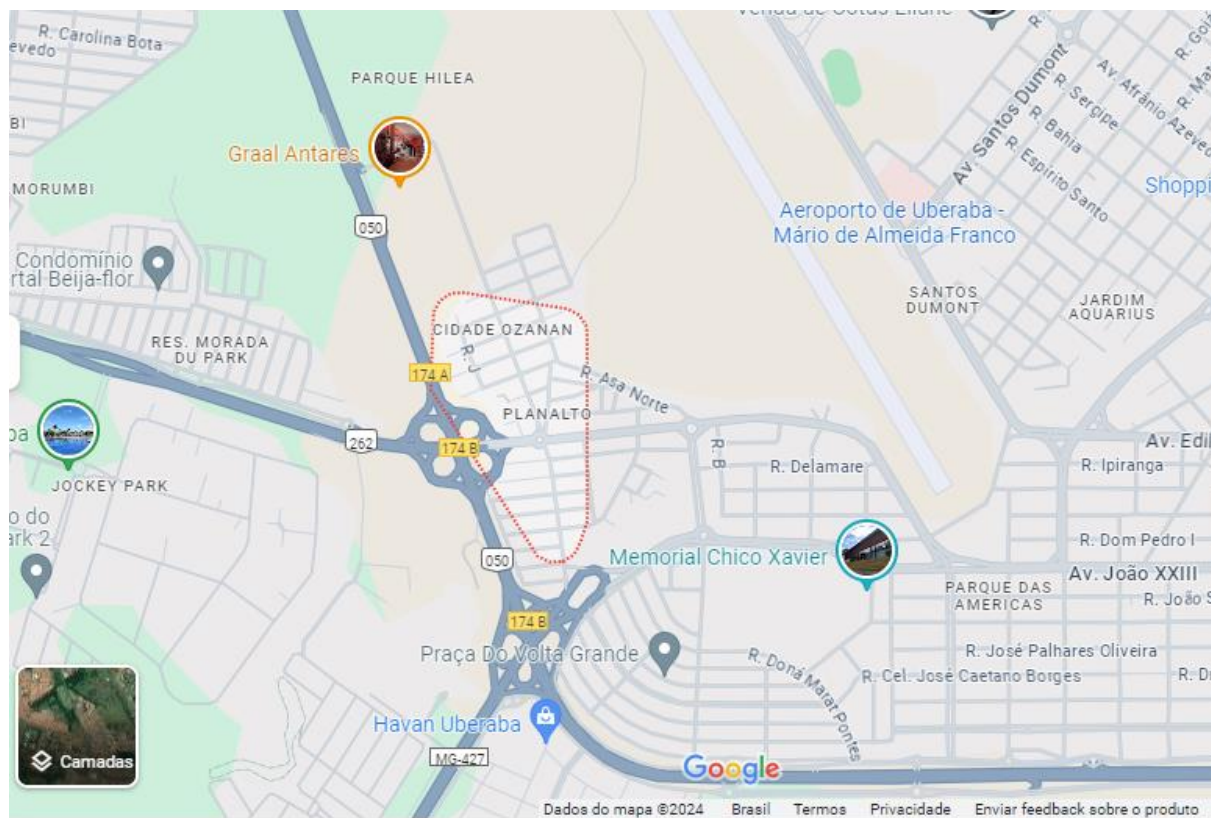 R. Carolina Bota
evedo
PARQUE HILEA
Av. Santos Dumont
R. Sergipe
Av. Afrânio Azeved
R. Bahia
R. Espírito Santo
Graal Antares
MORUMBI
Shoppi
050
Aeroporto de Uberaba -
Mário de Almeida Franco
Condomínio
rtal Beija-flor
SANTOS
DUMONT
JARDIM
AQUARIUS
CIDADE OZANAN
RES. MORADA
DU PARK
R. J
174 A
R. Asa Norte
PLANALTO
262
174 B
R. B
Av. Edil
R. Delamare
R. Ipiranga
JOCKEY PARK
o do
ark 2
R. Dom Pedro I
050
Memorial Chico Xavier
Av. João XXIII
PARQUE DAS
AMERICAS
R. João S
174 B
Praça Do Volta Grande
R. José Palhares Oliveira
R. Doná Marat Pontes
R. Cel. José Caetano Borges
Havan Uberaba
MG-427
Camadas
Google
Dados do mapa ©2024 Brasil Termos Privacidade Enviar feedback sobre o produto